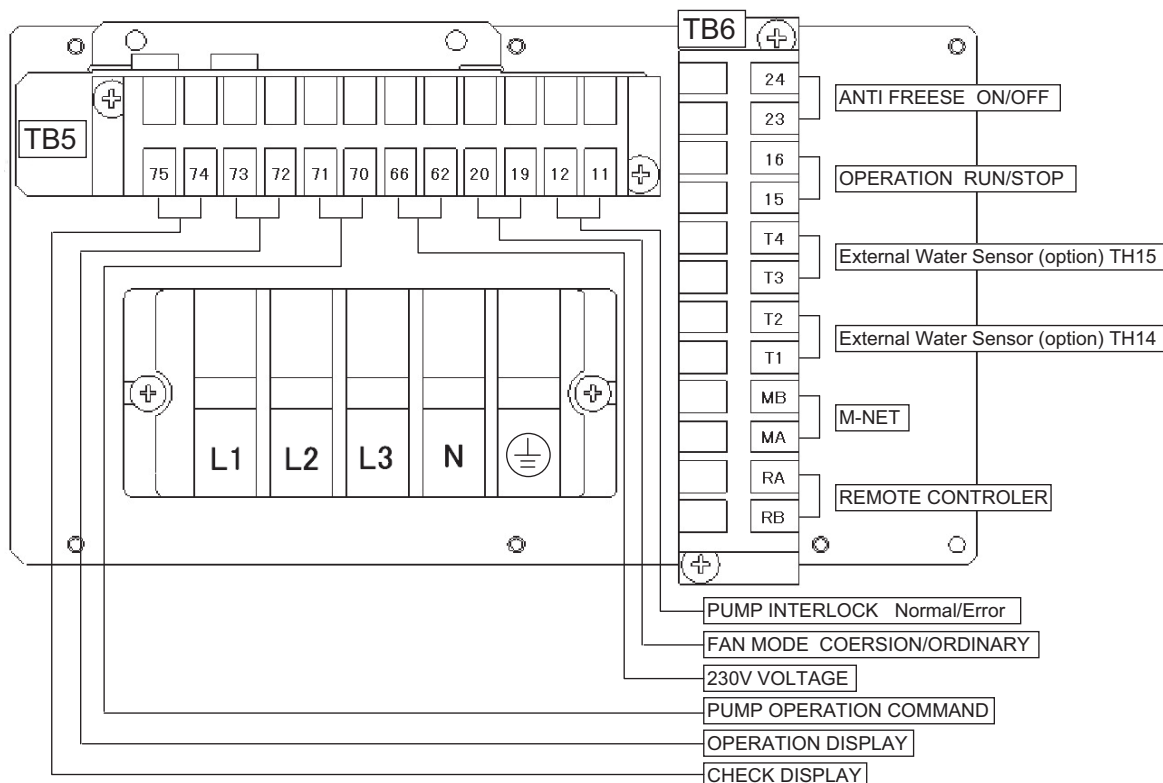 TB6
24
ANTI FREESE ON/OFF
23
TB5
16
75 74 73 72 71 70 66 62 20 19 12 11
OPERATION RUN/STOP
15
T4
External Water Sensor (option) TH15
T3
T2
External Water Sensor (option) TH14
T1
MB
M-NET
MA
L1 L2 L3 N
RA
REMOTE CONTROLER
RB
PUMP INTERLOCK Normal/Error
FAN MODE COERSION/ORDINARY
230V VOLTAGE
PUMP OPERATION COMMAND
OPERATION DISPLAY
CHECK DISPLAY